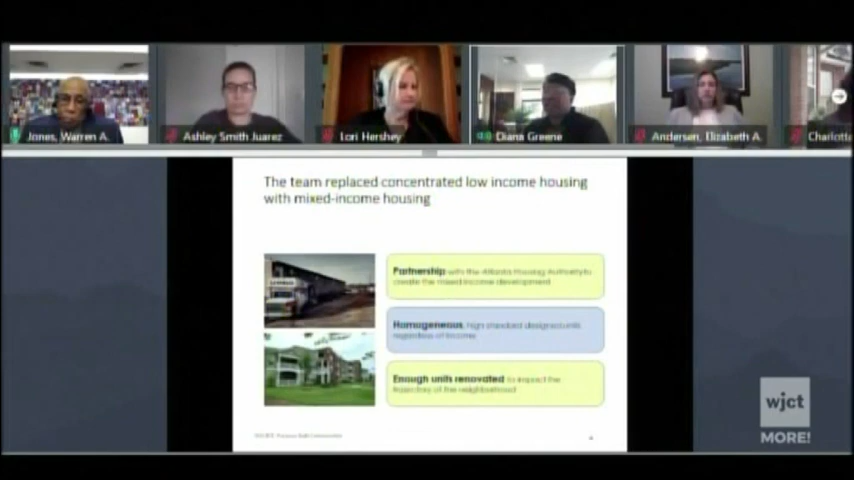 Jones, Warren A.
Ashley Smith Juarez
Lori Hershey
Diana Greene
Andersen, Elizabeth A.
Charlotte
The team replaced concentrated low income housing
with mixed-income housing
Partnership with the Atlanta Housing Authority to
create the mixed income development
Homogeneous, high standard designed units
regardless of income
Enough units renovated to impact the
trajectory of the neighborhood
wjct
MORE!